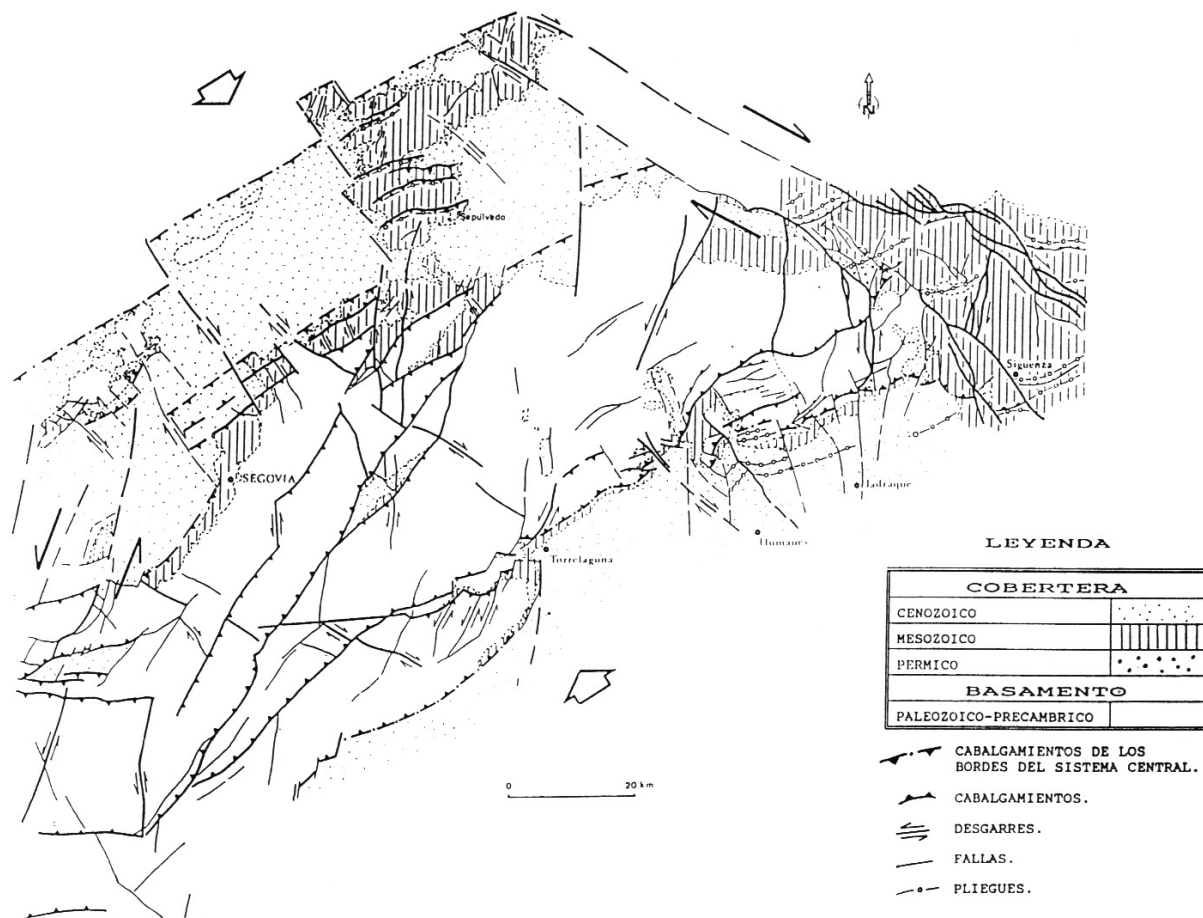 N
Sepulveda
Siguenza
SEGOVIA
Jadraque
Humanes
Torrelaguna
0 20 km
LEYENDA
COBERTERA
CENOZOICO
MESOZOICO
PERMICO
BASAMENTO
PALEOZOICO-PRECAMBRICO
CABALGAMIENTOS DE LOS
BORDES DEL SISTEMA CENTRAL.
CABALGAMIENTOS.
DESGARRES.
FALLAS.
PLIEGUES.